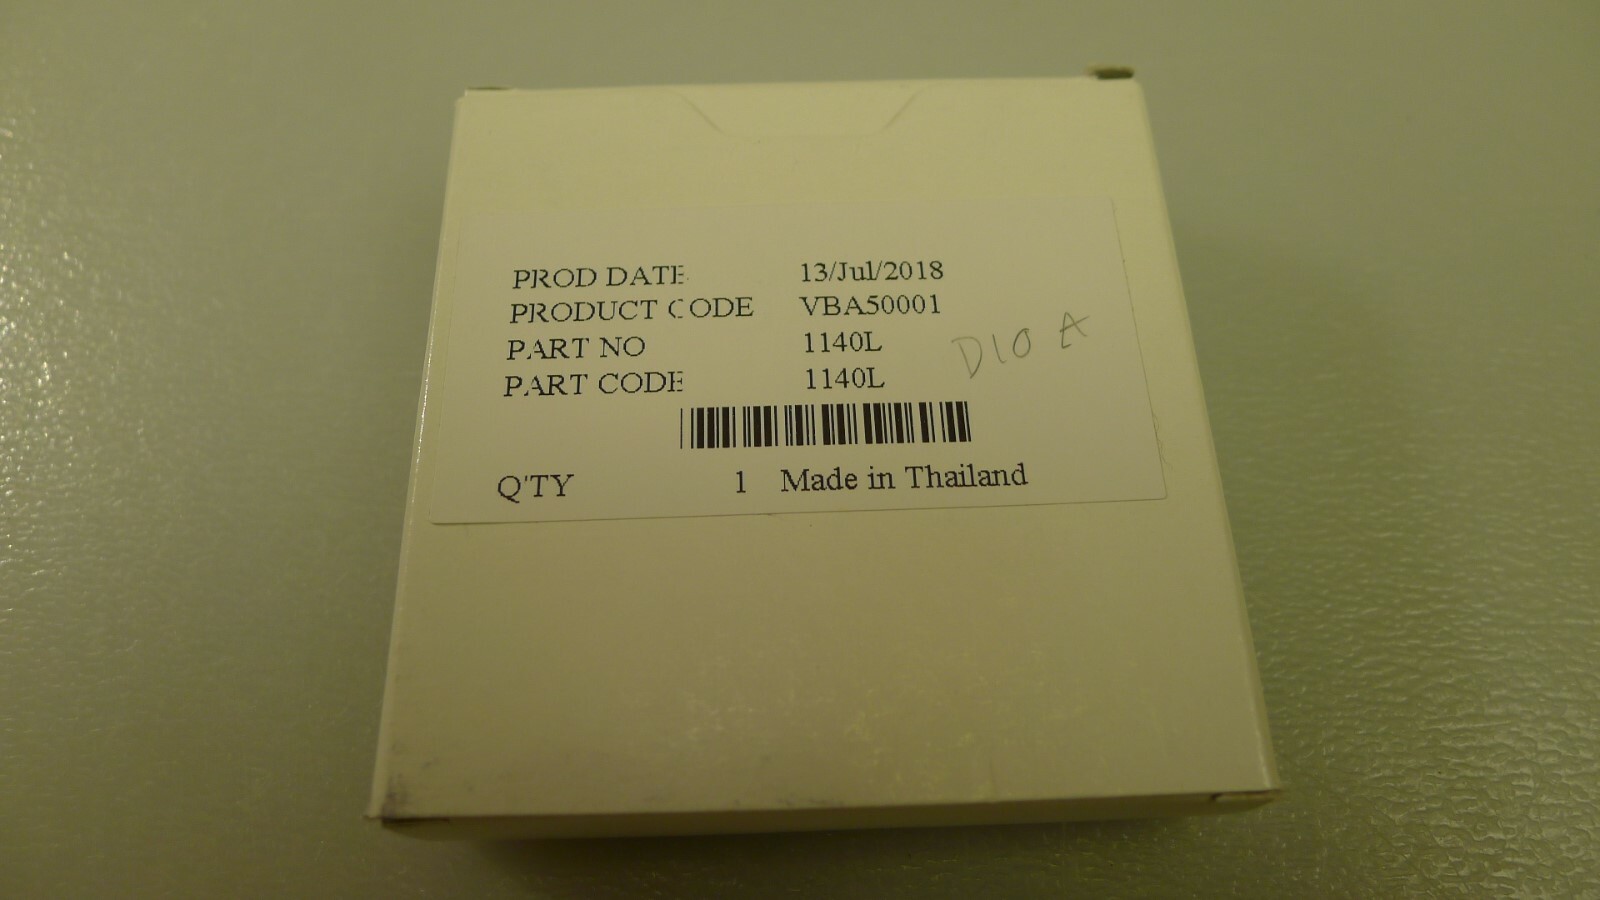 PROD DATE 13/Jul/2018
PRODUCT CODE VBA50001
PART NO 1140L
D10 A
PART CODE 1140L
Q'TY 1 Made in Thailand